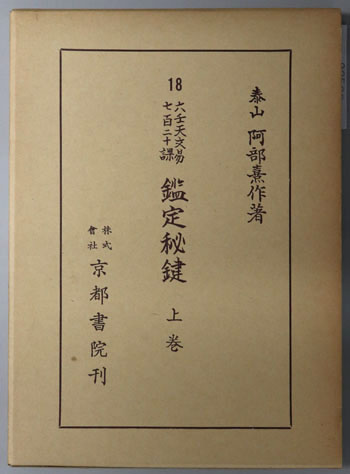 泰山 阿部熹作著
18
六壬天文易
七百二十課
鑑定秘鍵 上巻
株式
會社
京都書院刊